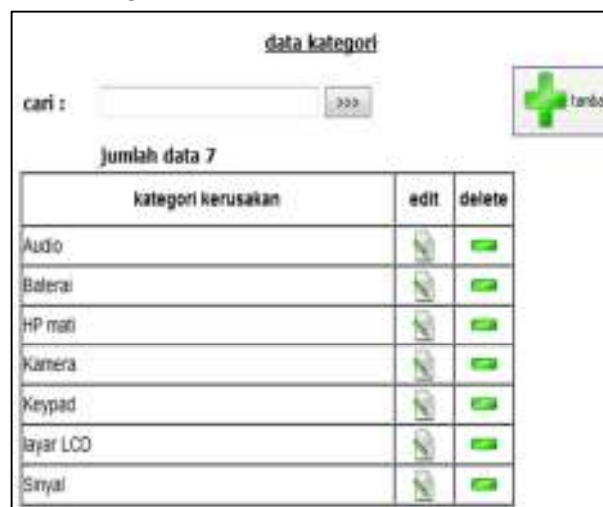 data kategori
cari :
>>>
jumlah data 7
kategori kerusakan edit delete
Audio
Baterai
HP mati
Kamera
Keypad
layar LCD
Sinyal